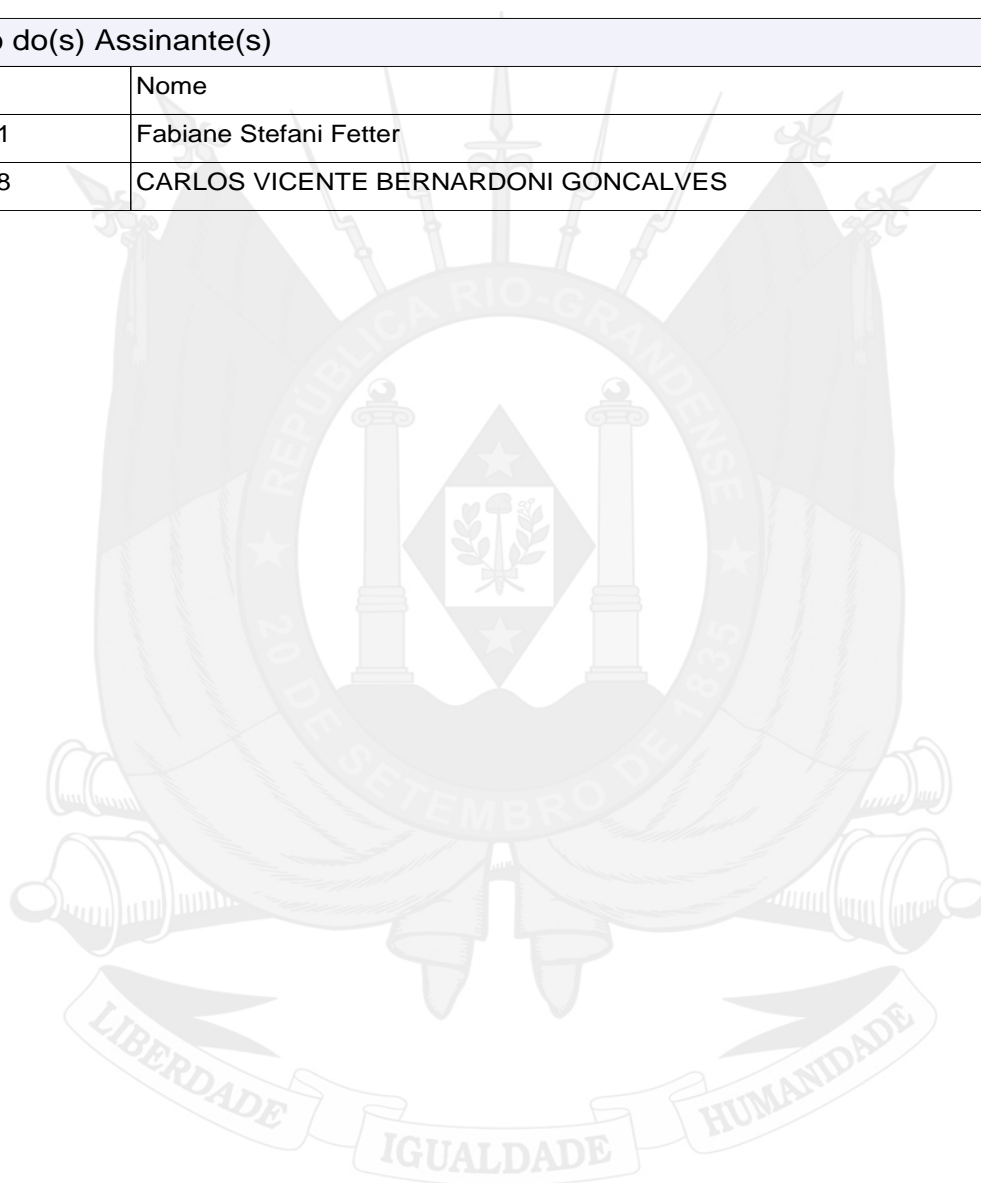 do(s) Assinante(s)
Nome
1 Fabiane Stefani Fetter
8 CARLOS VICENTE BERNARDONI GONCALVES
REPÚBLICA RIO-GRANDENSE
20 DE SETEMBRO DE 1835
LIBERDADE IGUALDADE HUMANIDADE